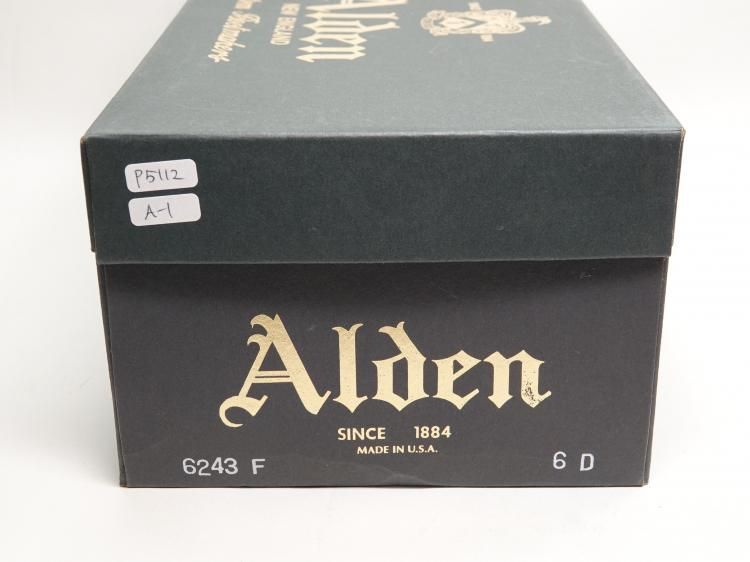 Alden
NEW ENGLAND
P5112
A-1
Alden
SINCE 1884
MADE IN U.S.A.
6243 F
6 D